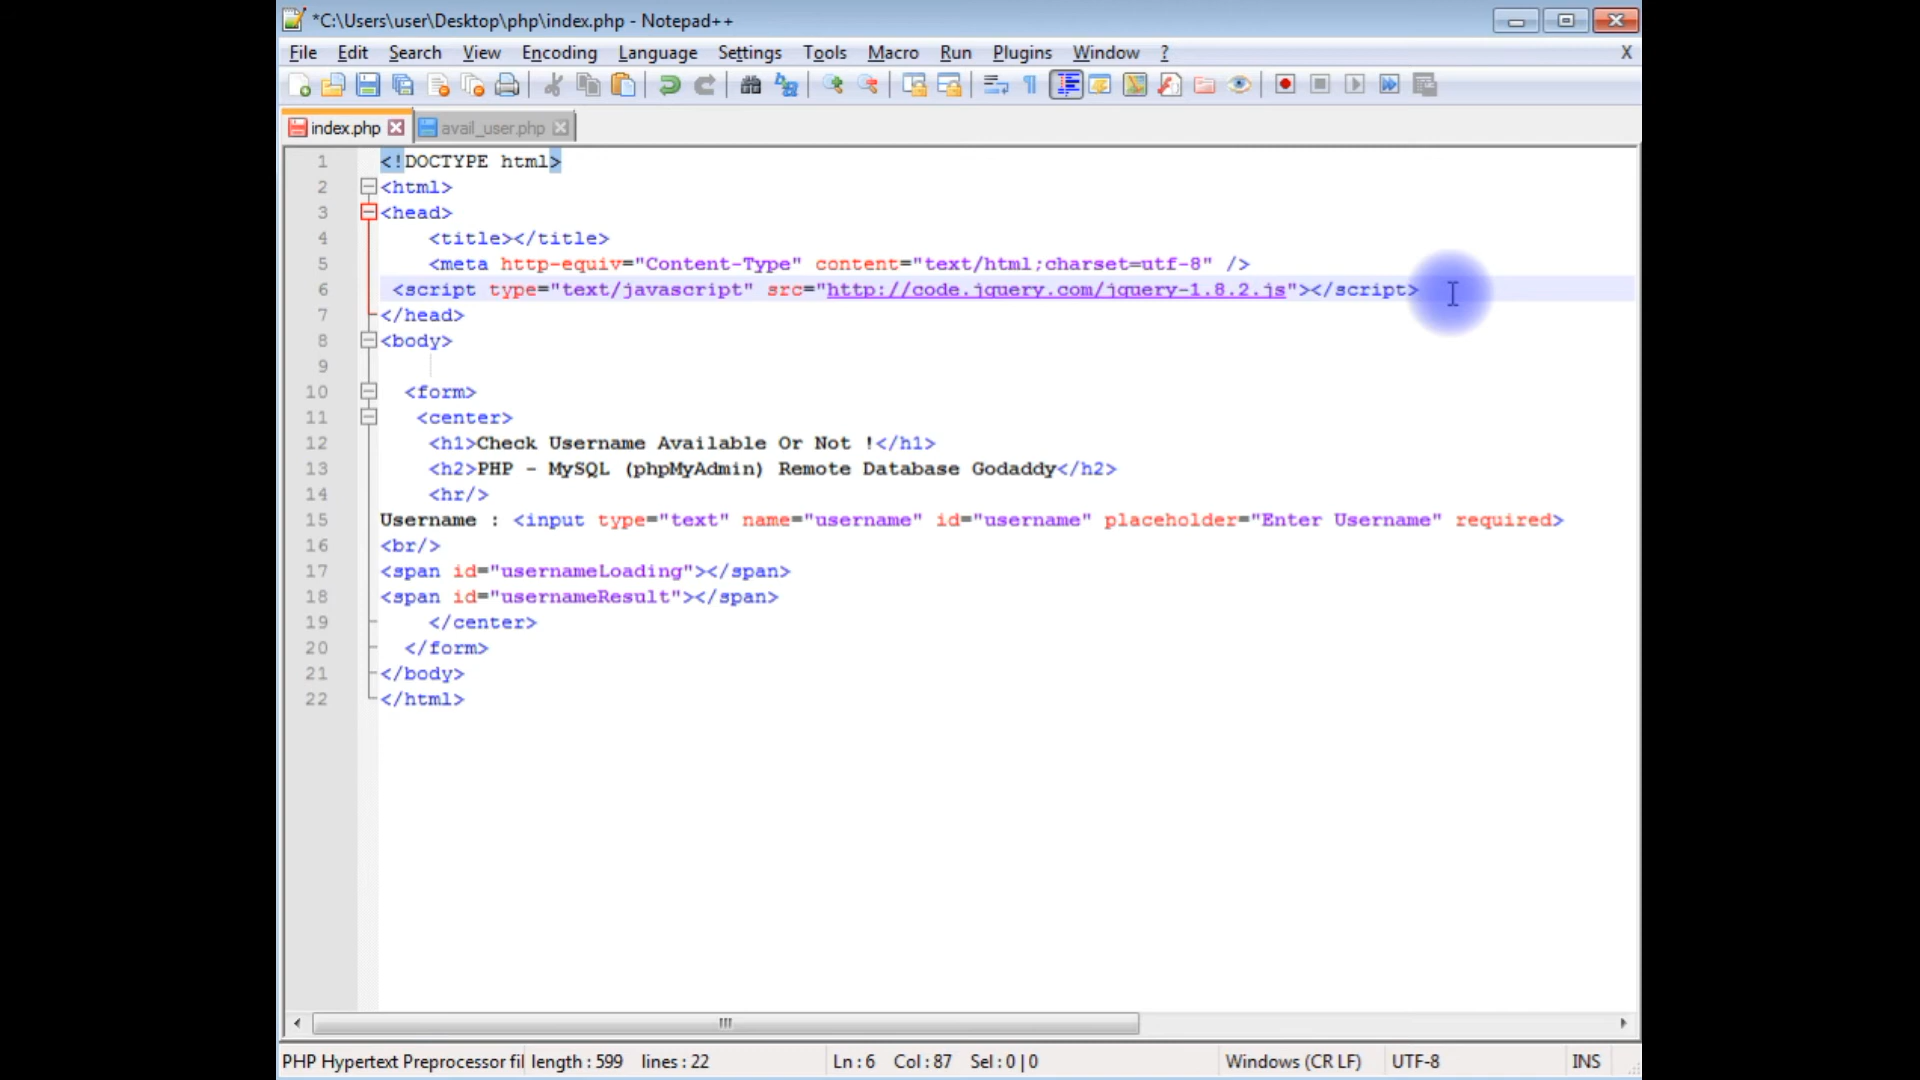 *C:\Users\user\Desktop\php\index.php - Notepad++
File Edit Search View Encoding Language Settings Tools Macro Run Plugins Window ?
X
index.php
avail_user.php
1 <!DOCTYPE html>
2 <html>
3 <head>
4 <title></title>
5 <meta http-equiv="Content-Type" content="text/html;charset=utf-8" />
6 <script type="text/javascript" src="http://code.jquery.com/jquery-1.8.2.js"></script>
7 </head>
8 <body>
9
10 <form>
11 <center>
12 <h1>Check Username Available Or Not !</h1>
13 <h2>PHP - MySQL (phpMyAdmin) Remote Database Godaddy</h2>
14 <hr/>
15 Username : <input type="text" name="username" id="username" placeholder="Enter Username" required>
16 <br/>
17 <span id="usernameLoading"></span>
18 <span id="usernameResult"></span>
19 </center>
20 </form>
21 </body>
22 </html>
PHP Hypertext Preprocessor fil length : 599 lines : 22 Ln : 6 Col : 87 Sel : 0 | 0 Windows (CR LF) UTF-8 INS